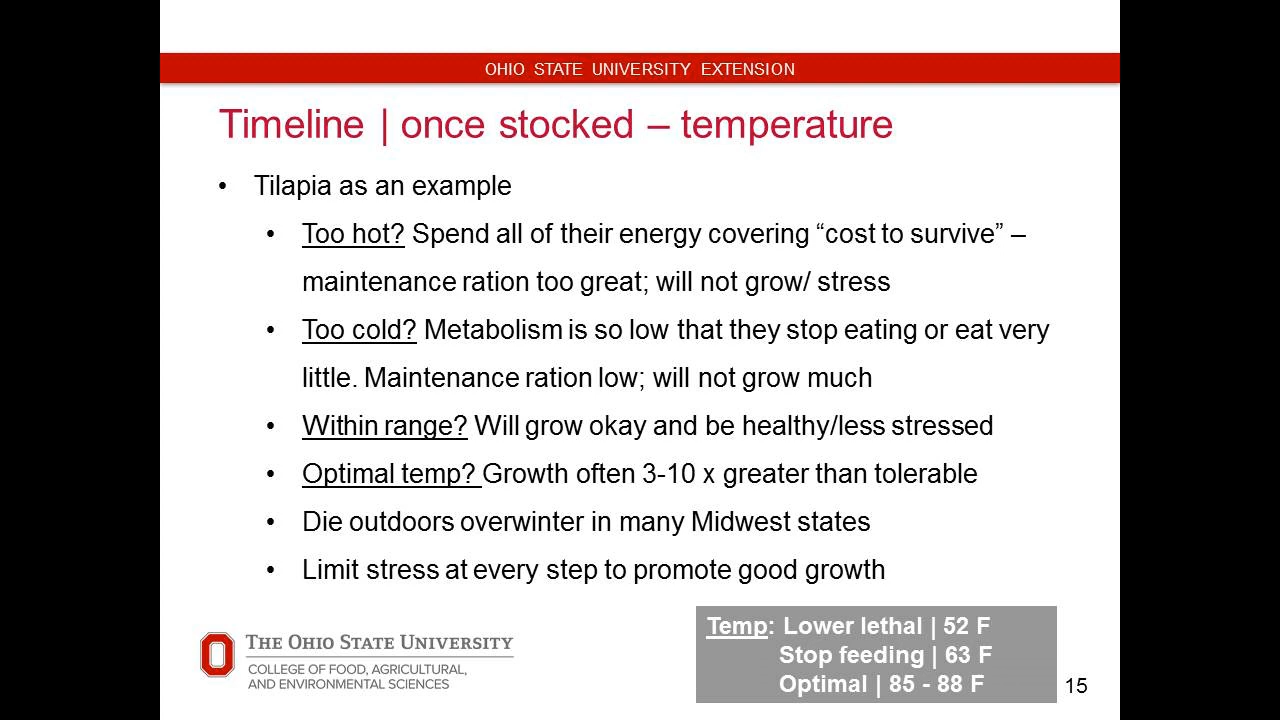 OHIO STATE UNIVERSITY EXTENSION
Timeline | once stocked – temperature
• Tilapia as an example
• Too hot? Spend all of their energy covering “cost to survive” –
maintenance ration too great; will not grow/ stress
• Too cold? Metabolism is so low that they stop eating or eat very
little. Maintenance ration low; will not grow much
• Within range? Will grow okay and be healthy/less stressed
• Optimal temp? Growth often 3-10 x greater than tolerable
• Die outdoors overwinter in many Midwest states
• Limit stress at every step to promote good growth
THE OHIO STATE UNIVERSITY
COLLEGE OF FOOD, AGRICULTURAL,
AND ENVIRONMENTAL SCIENCES
Temp: Lower lethal | 52 F
Stop feeding | 63 F
Optimal | 85 - 88 F
15